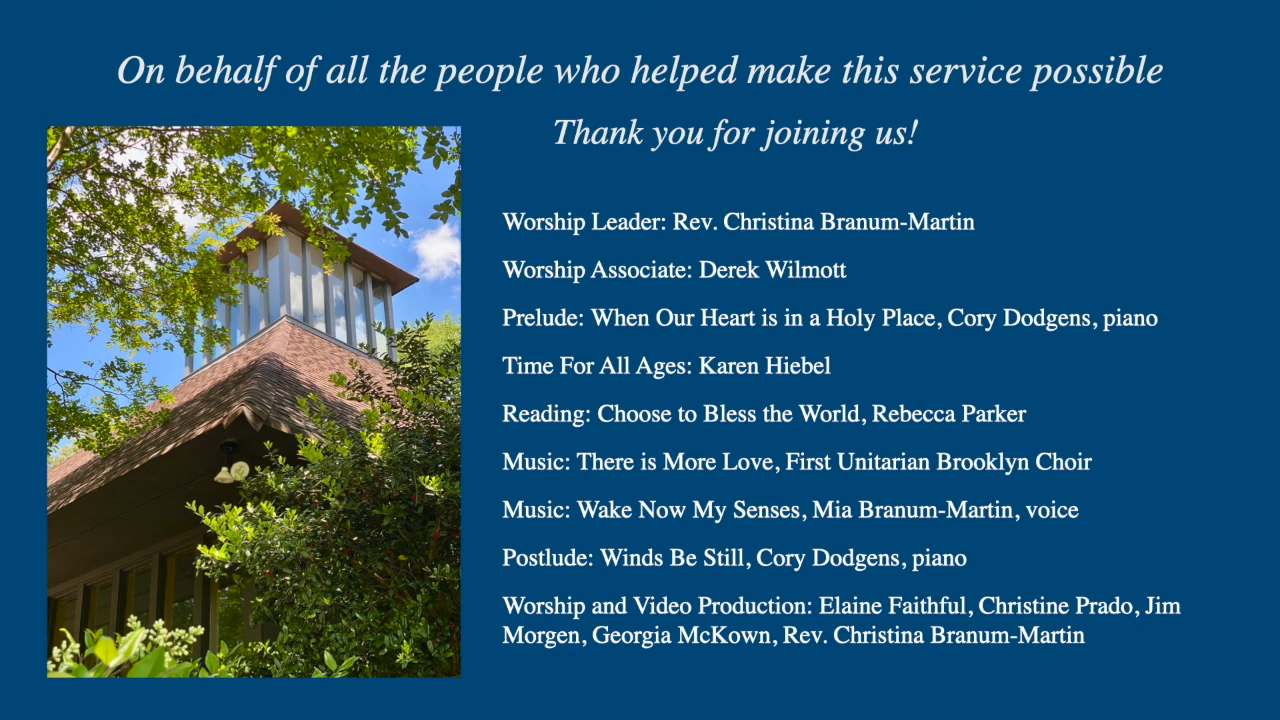 On behalf of all the people who helped make this service possible
Thank you for joining us!
Worship Leader: Rev. Christina Branum-Martin
Worship Associate: Derek Wilmott
Prelude: When Our Heart is in a Holy Place, Cory Dodgens, piano
Time For All Ages: Karen Hiebel
Reading: Choose to Bless the World, Rebecca Parker
Music: There is More Love, First Unitarian Brooklyn Choir
Music: Wake Now My Senses, Mia Branum-Martin, voice
Postlude: Winds Be Still, Cory Dodgens, piano
Worship and Video Production: Elaine Faithful, Christine Prado, Jim
Morgen, Georgia McKown, Rev. Christina Branum-Martin